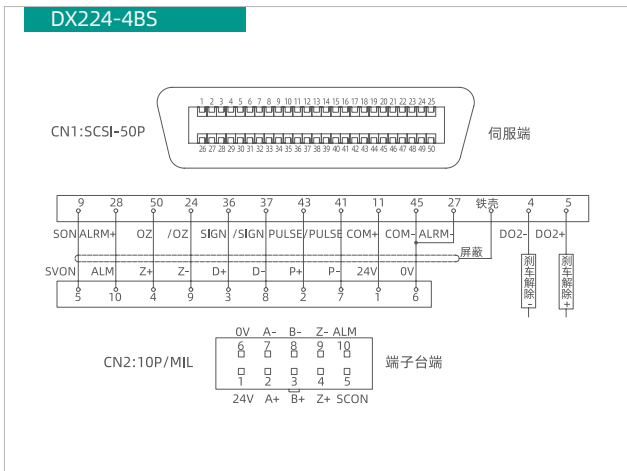 DX224-4BS
1 2 3 4 5 6 7 8 9 10 11 12 13 14 15 16 17 18 19 20 21 22 23 24 25
CN1:SCSI-50P
伺服端
26 27 28 29 30 31 32 33 34 35 36 37 38 39 40 41 42 43 44 45 46 47 48 49 50
9 28 50 24 36 37 43 41 11 45 27 铁壳 4 5
SON ALRM+ OZ /OZ SIGN /SIGN PULSE /PULSE COM+ COM- ALRM- DO2- DO2+
屏蔽
SVON ALM Z+ Z- D+ D- P+ P- 24V 0V
刹车解除-
刹车解除+
5 10 4 9 3 8 2 7 1 6
0V A- B- Z- ALM
6 7 8 9 10
CN2:10P/MIL
端子台端
1 2 3 4 5
24V A+ B+ Z+ SCON